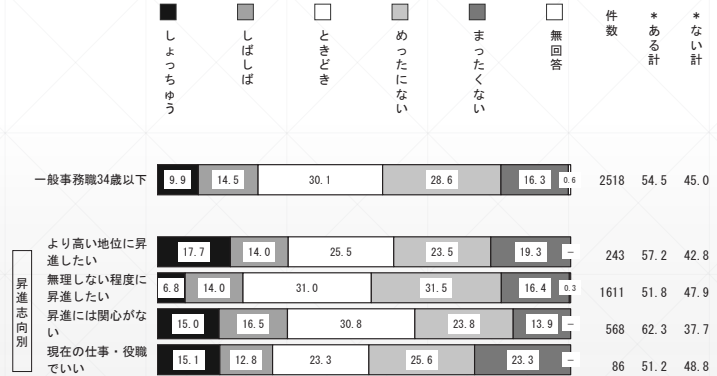 しょっちゅう
しばしば
ときどき
めったにない
まったくない
無回答
件数
＊ある計
＊ない計
一般事務職34歳以下
9.9 14.5 30.1 28.6 16.3 0.6 2518 54.5 45.0
昇進志向別
より高い地位に昇
進したい
17.7 14.0 25.5 23.5 19.3 － 243 57.2 42.8
無理しない程度に
昇進したい
6.8 14.0 31.0 31.5 16.4 0.3 1611 51.8 47.9
昇進には関心がな
い
15.0 16.5 30.8 23.8 13.9 － 568 62.3 37.7
現在の仕事・役職
でいい
15.1 12.8 23.3 25.6 23.3 － 86 51.2 48.8